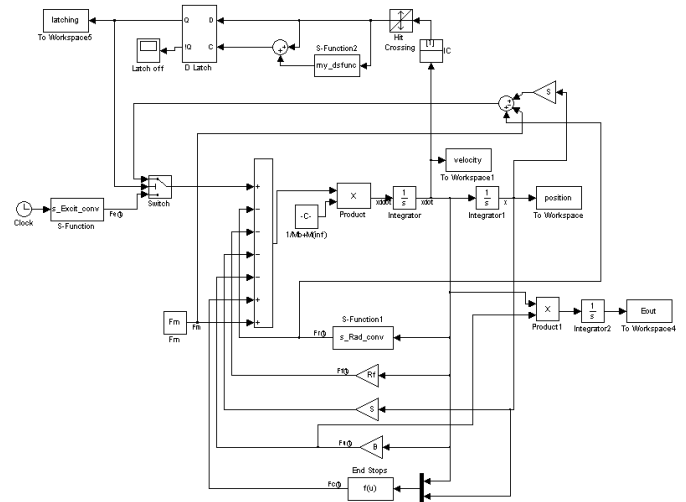 latching
To Workspace5
Q
D
!Q
C
D Latch
Latch off
S-Function2
my_dsfunc
Hit
Crossing
[1]
IC
S
velocity
To Workspace1
Clock
s_Excit_conv
S-Function
Switch
-C-
1/Mb+M(inf)
X
Product
xddot
1
s
Integrator
xdot
1
s
Integrator1
x
position
To Workspace
Fm
Fm
Fm
S-Function1
s_Rad_conv
X
Product1
1
s
Integrator2
Eout
To Workspace4
Rf
S
B
End Stops
f(u)